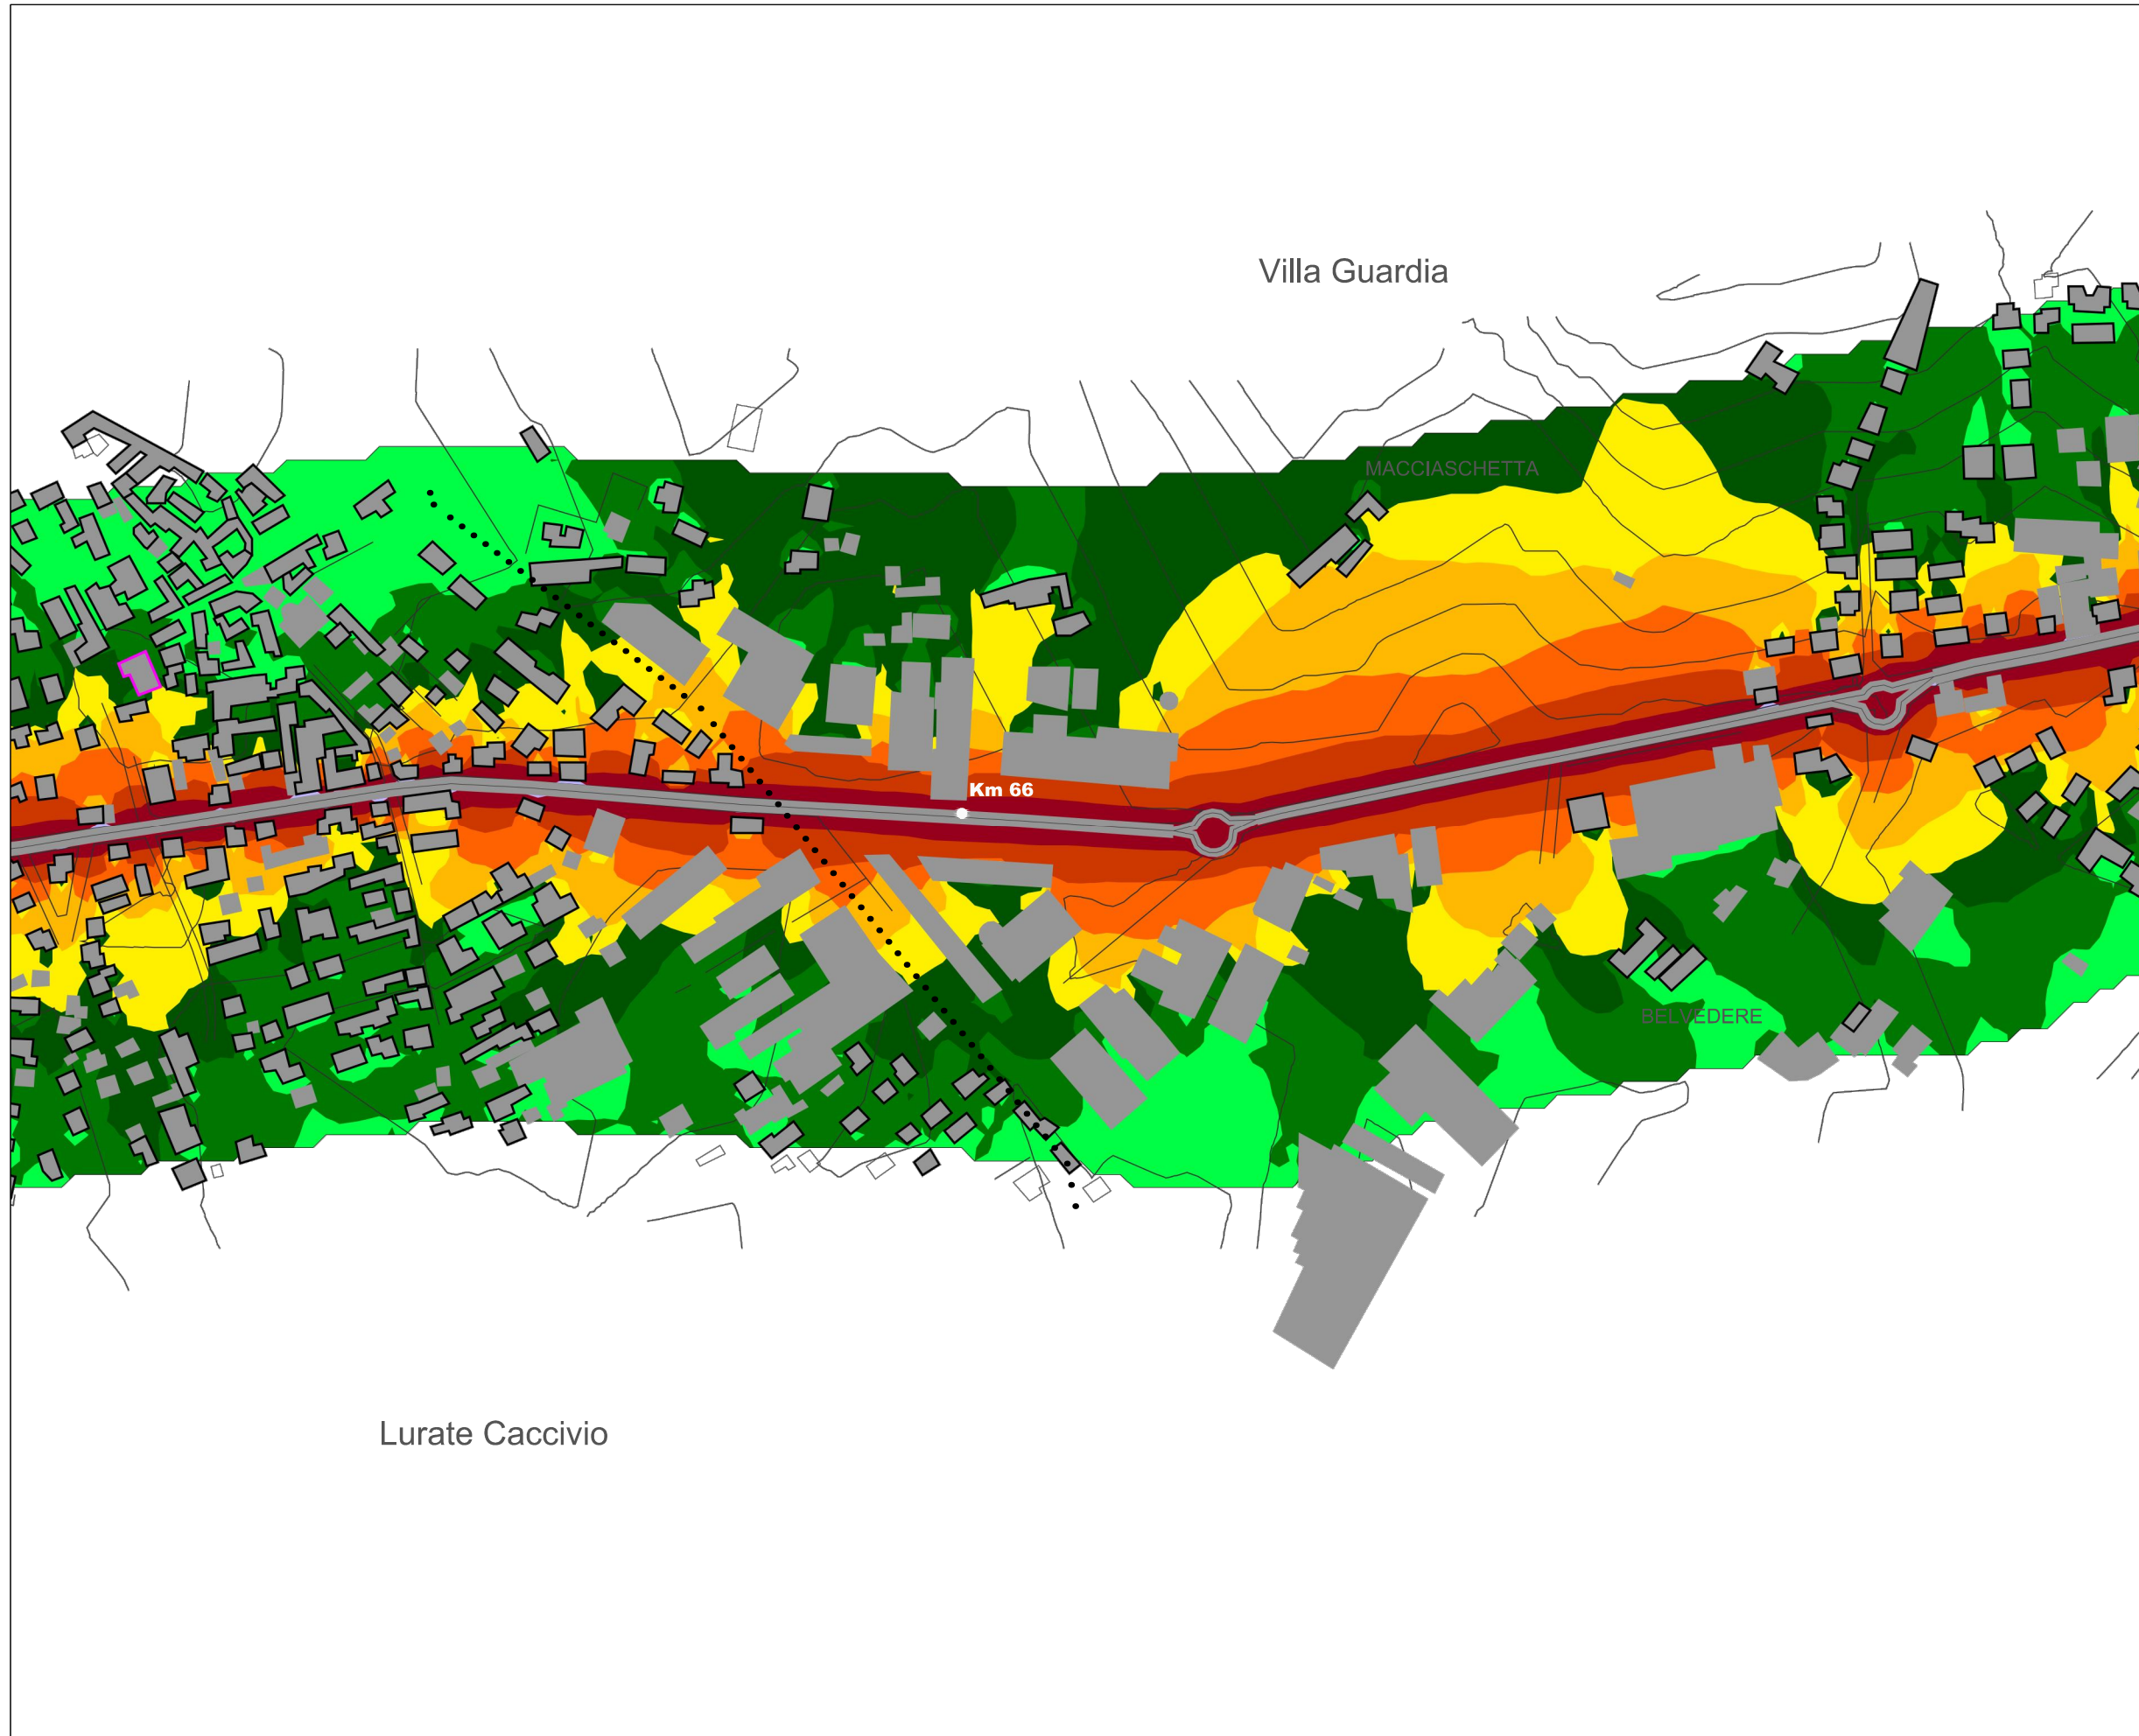 Villa Guardia
MACCIASCHETTA
Km 66
BELVEDERE
Lurate Caccivio